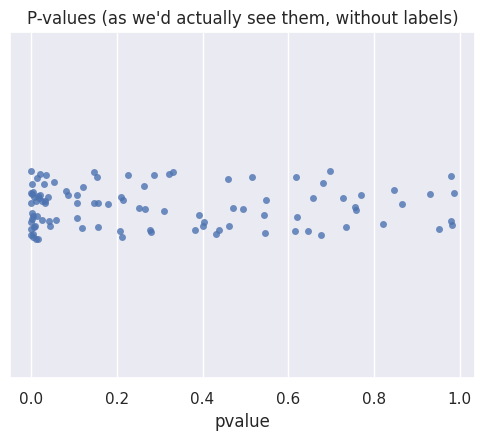 P-values (as we'd actually see them, without labels)
0.0 0.2 0.4 0.6 0.8 1.0
pvalue